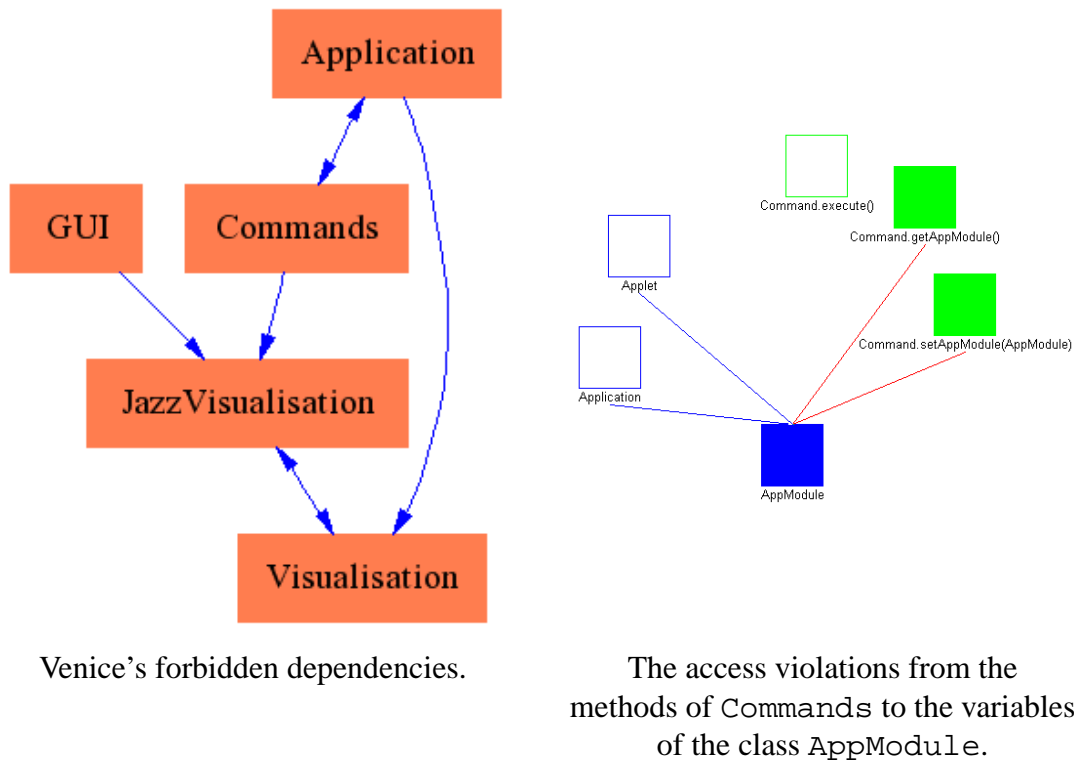 Application
GUI
Commands
JazzVisualisation
Visualisation
Venice's forbidden dependencies.
Command.execute()
Command.getAppModule()
Applet
Command.setAppModule(AppModule)
Application
AppModule
The access violations from the
methods of Commands to the variables
of the class AppModule.